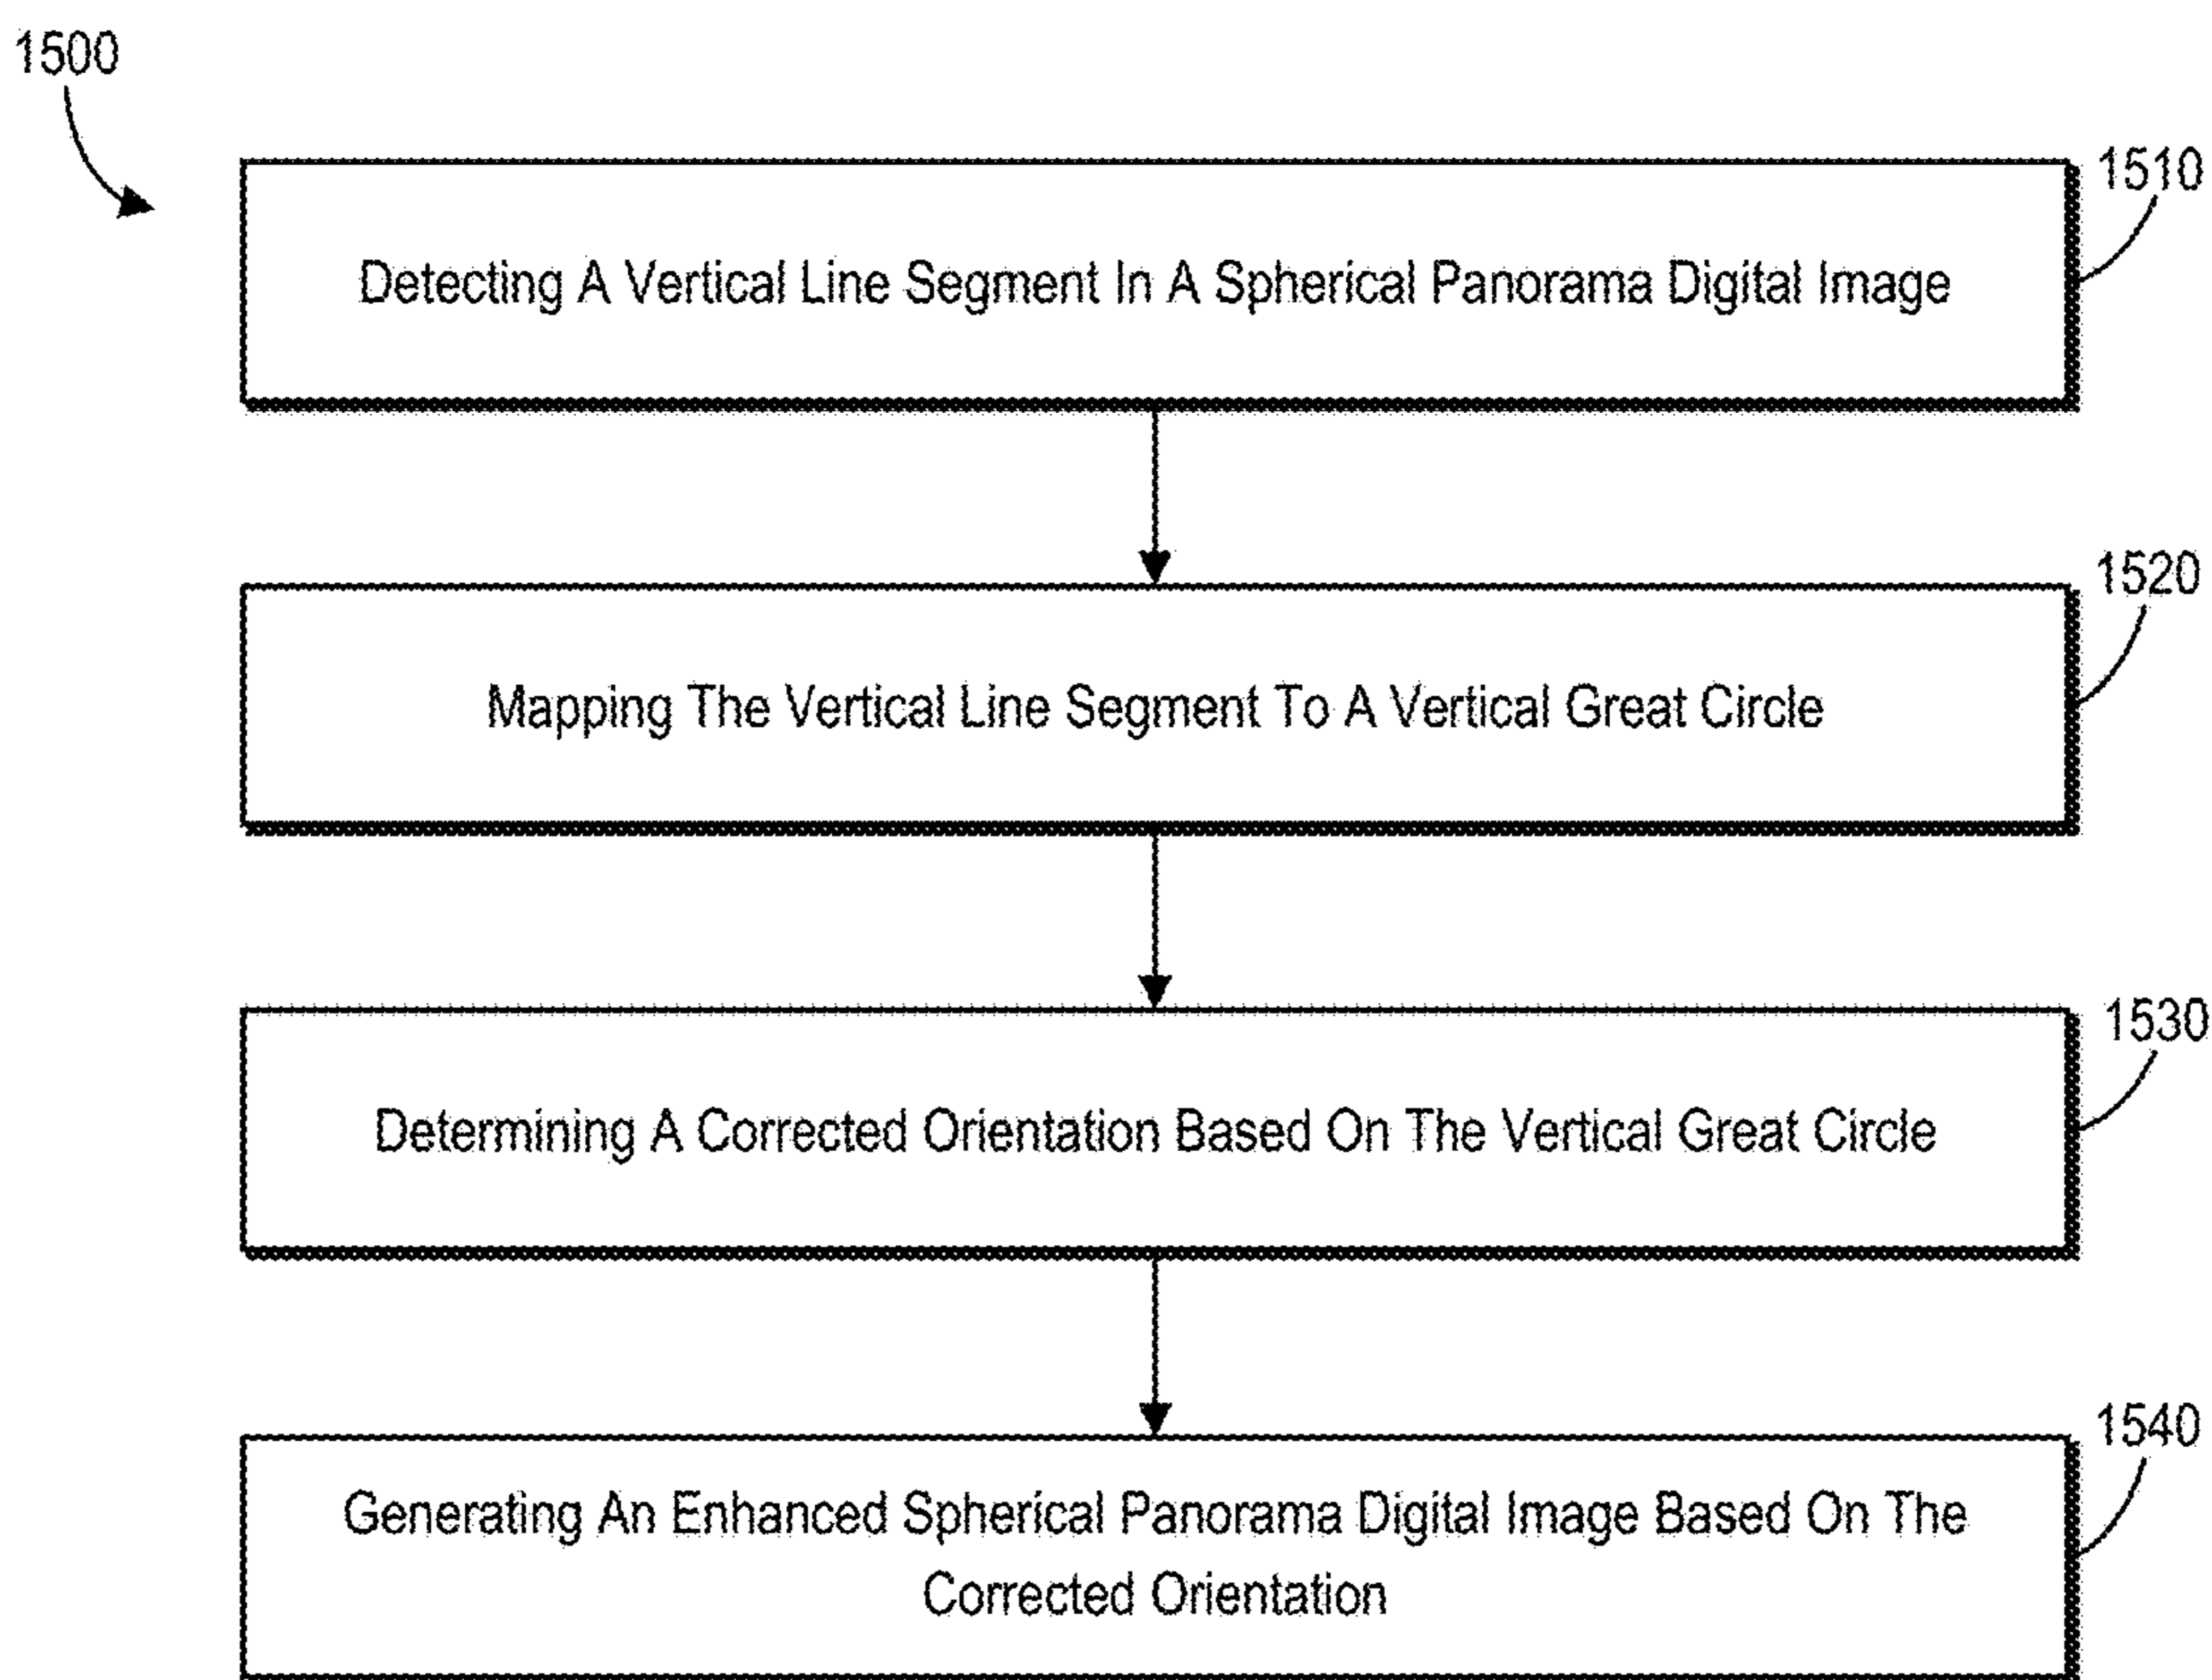 1500
1510
Detecting A Vertical Line Segment In A Spherical Panorama Digital Image
1520
Mapping The Vertical Line Segment To A Vertical Great Circle
1530
Determining A Corrected Orientation Based On The Vertical Great Circle
1540
Generating An Enhanced Spherical Panorama Digital Image Based On The
Corrected Orientation